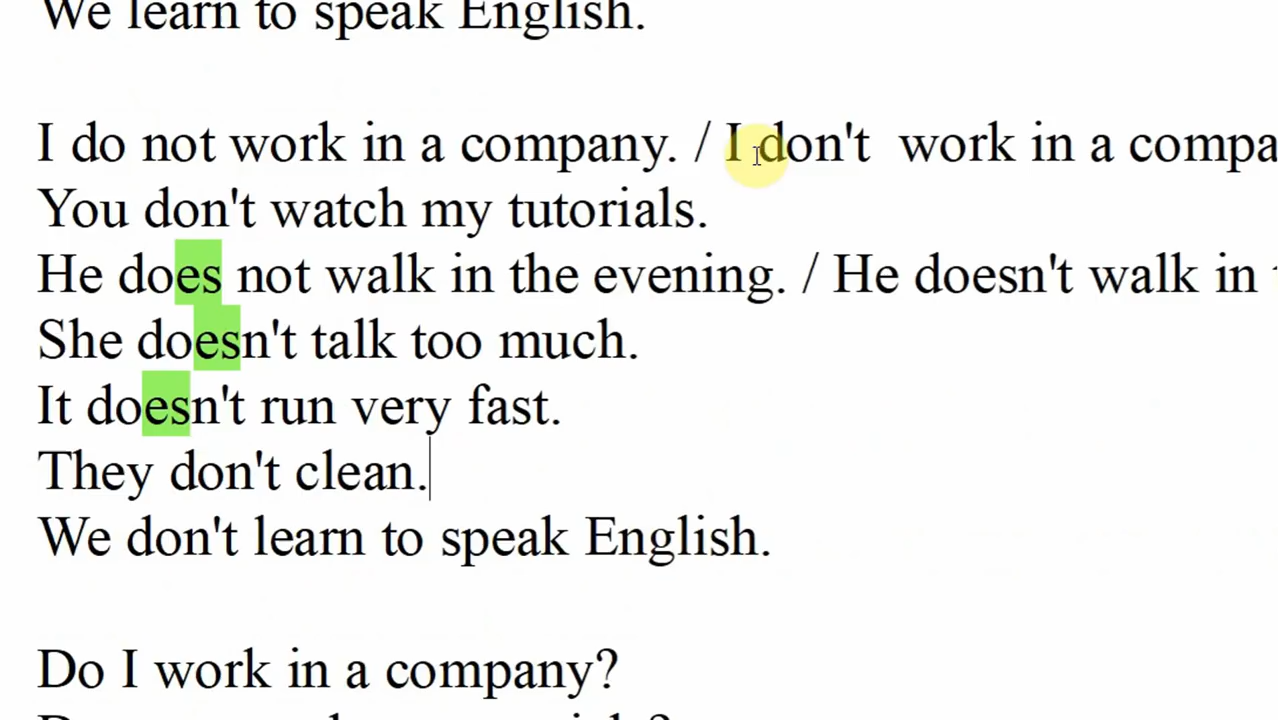 We learn to speak English.
I do not work in a company. / I don't  work in a
You don't watch my tutorials.
He does not walk in the evening. / He doesn't walk in
She doesn't talk too much.
It doesn't run very fast.
They don't clean.
We don't learn to speak English.
Do I work in a company?